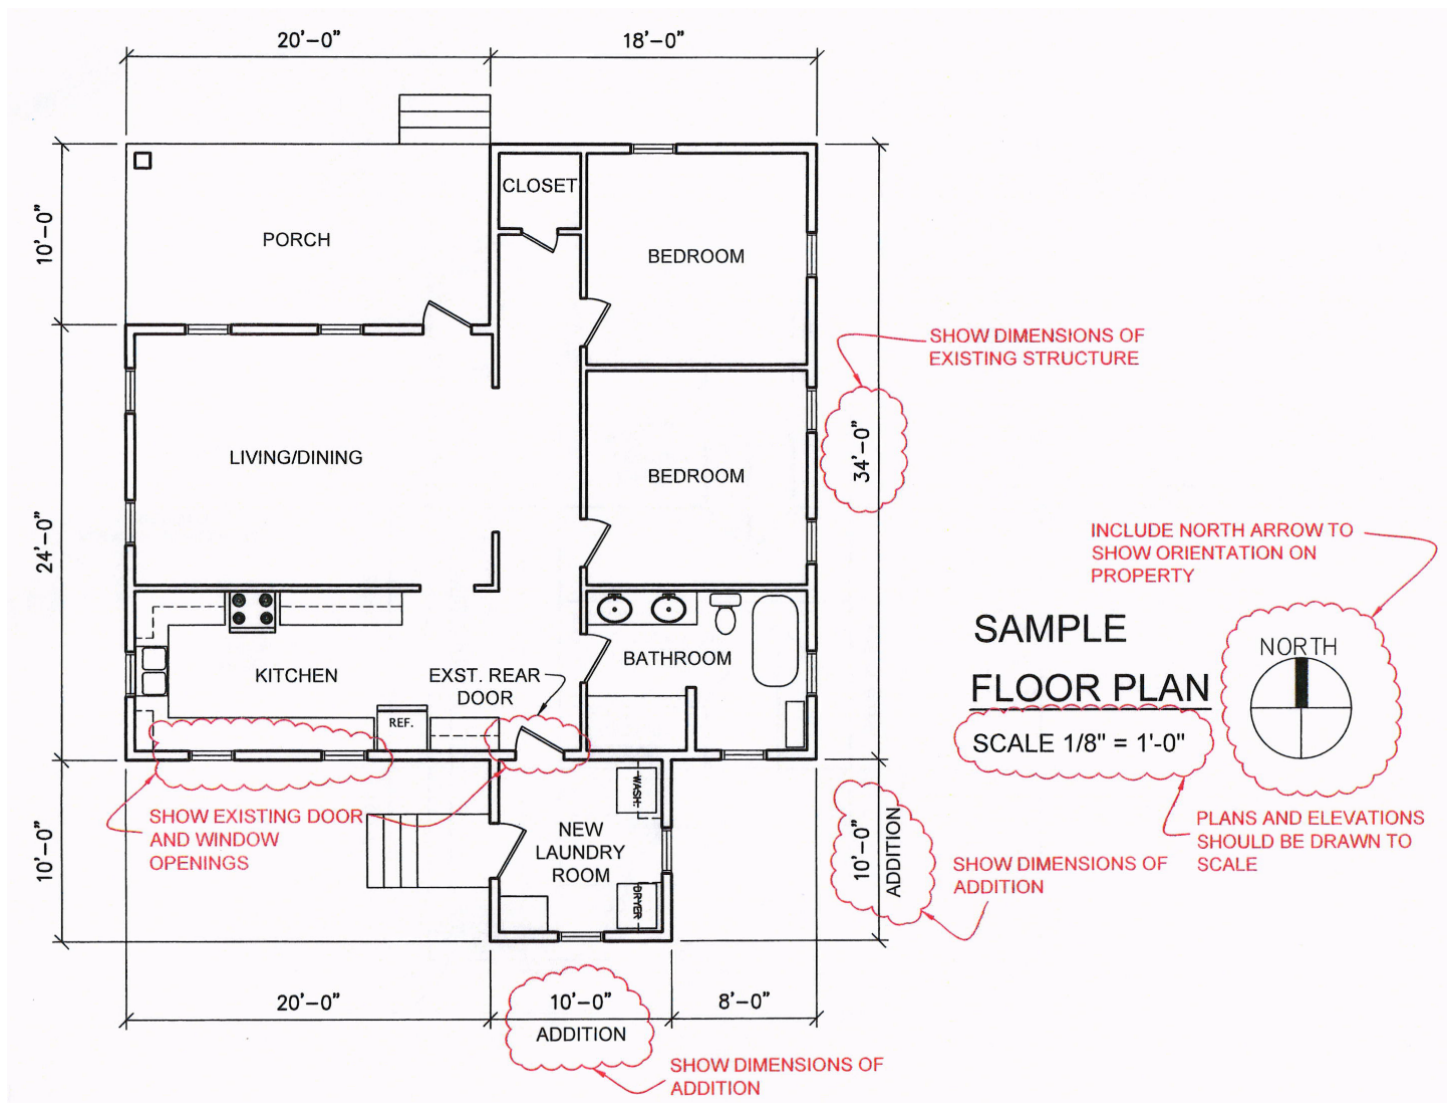 20'-0"
18'-0"
CLOSET
10'-0"
PORCH
BEDROOM
SHOW DIMENSIONS OF
EXISTING STRUCTURE
34'-0"
LIVING/DINING
BEDROOM
24'-0"
INCLUDE NORTH ARROW TO
SHOW ORIENTATION ON
PROPERTY
SAMPLE
FLOOR PLAN
SCALE 1/8" = 1'-0"
NORTH
KITCHEN
EXST. REAR
DOOR
BATHROOM
REF.
SHOW EXISTING DOOR
AND WINDOW
OPENINGS
WASH.
NEW
LAUNDRY
ROOM
DRYER
10'-0"
10'-0"
ADDITION
PLANS AND ELEVATIONS
SHOULD BE DRAWN TO
SCALE
SHOW DIMENSIONS OF
ADDITION
20'-0"
10'-0"
ADDITION
8'-0"
SHOW DIMENSIONS OF
ADDITION